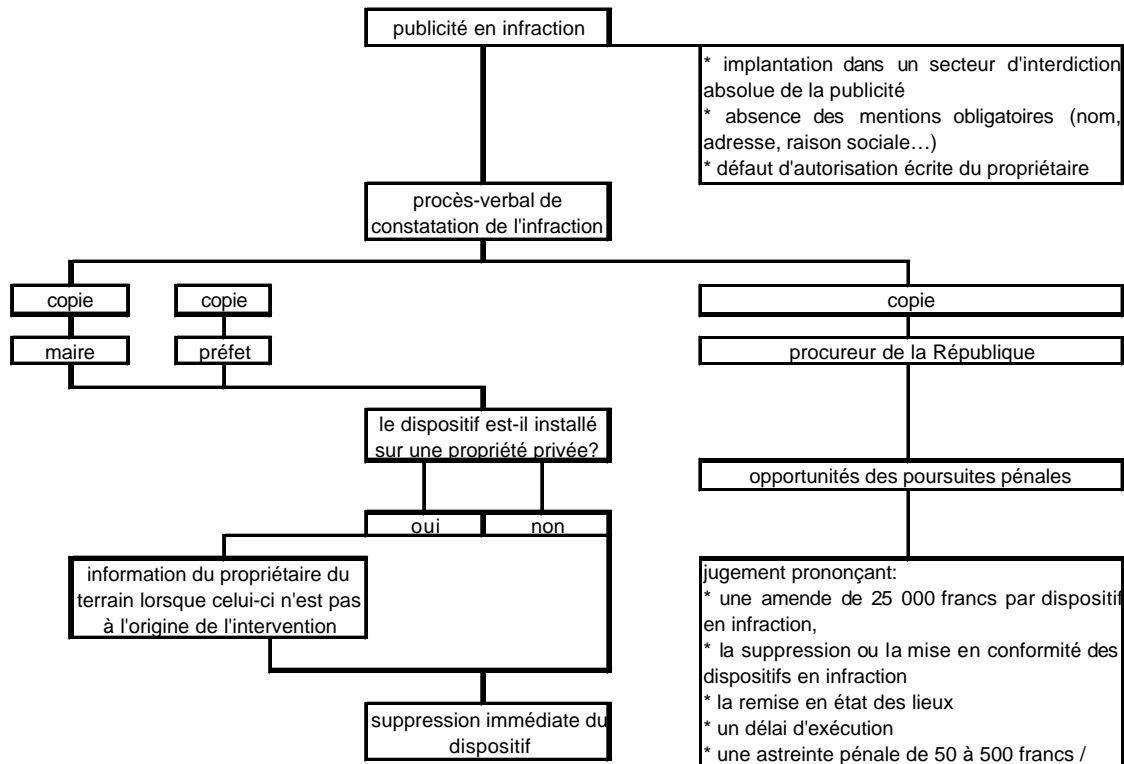 publicité en infraction
* implantation dans un secteur d'interdiction
absolue de la publicité
* absence des mentions obligatoires (nom,
adresse, raison sociale…)
* défaut d'autorisation écrite du propriétaire
procès-verbal de
constatation de l'infraction
copie
copie
copie
maire
préfet
procureur de la République
le dispositif est-il installé
sur une propriété privée?
opportunités des poursuites pénales
oui
non
information du propriétaire du
terrain lorsque celui-ci n'est pas
à l'origine de l'intervention
jugement prononçant:
* une amende de 25 000 francs par dispositif
en infraction,
* la suppression ou la mise en conformité des
dispositifs en infraction
* la remise en état des lieux
* un délai d'exécution
* une astreinte pénale de 50 à 500 francs /
suppression immédiate du
dispositif